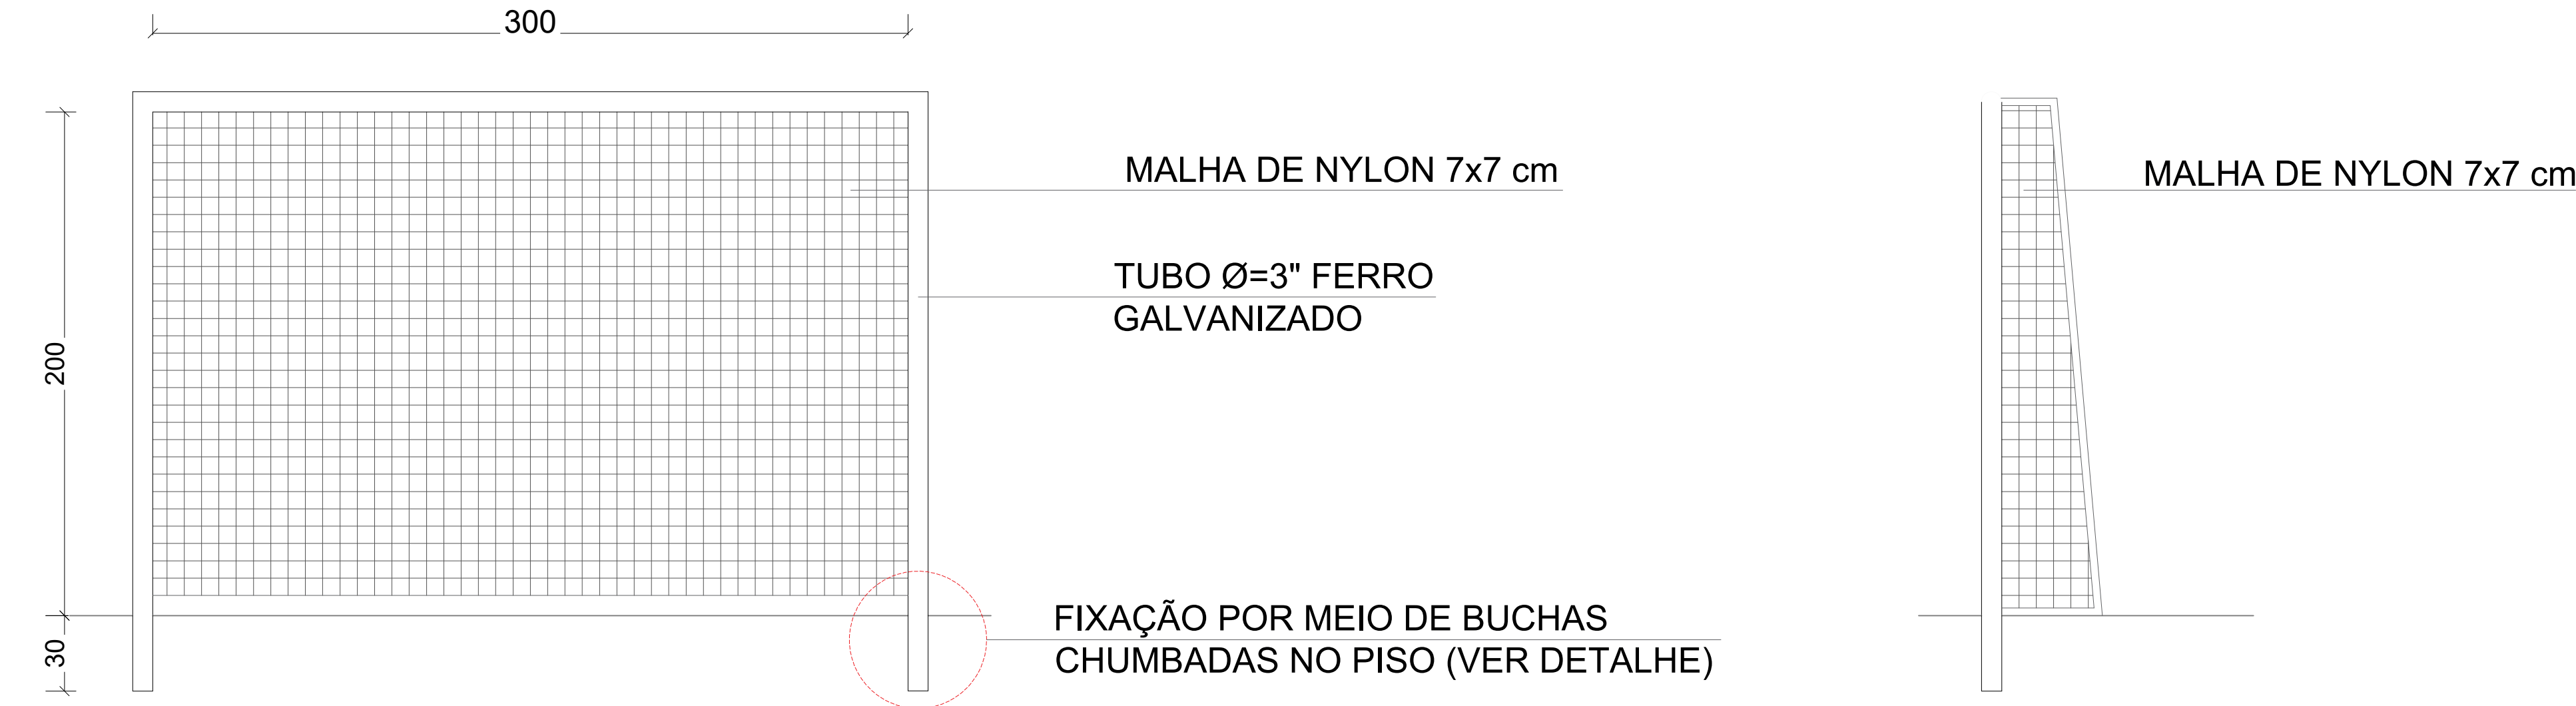 300
MALHA DE NYLON 7x7 cm
MALHA DE NYLON 7x7 cm
TUBO Ø=3" FERRO
GALVANIZADO
200
FIXAÇÃO POR MEIO DE BUCHAS
CHUMBADAS NO PISO (VER DETALHE)
30